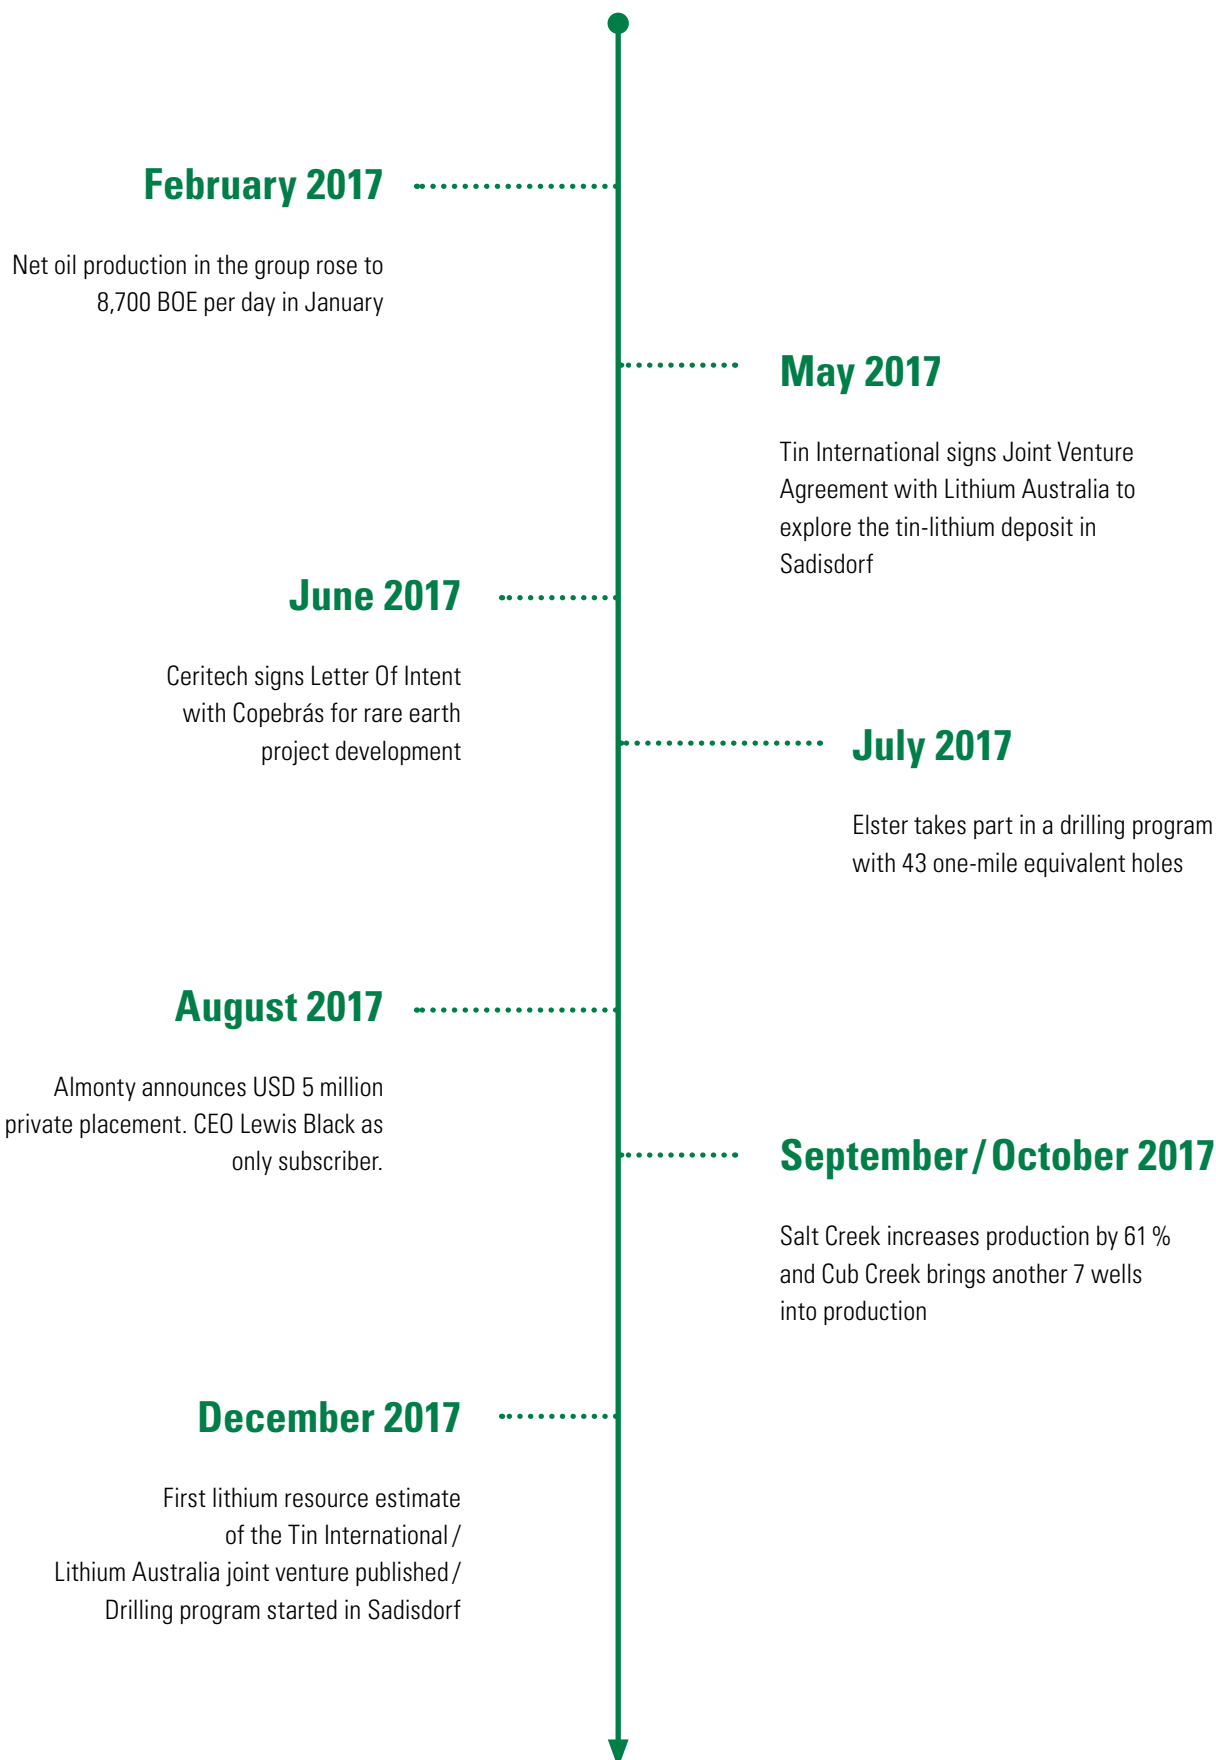 February 2017
Net oil production in the group rose to
8,700 BOE per day in January
May 2017
Tin International signs Joint Venture
Agreement with Lithium Australia to
explore the tin-lithium deposit in
Sadisdorf
June 2017
Ceritech signs Letter Of Intent
with Copebrás for rare earth
project development
July 2017
Elster takes part in a drilling program
with 43 one-mile equivalent holes
August 2017
Almonty announces USD 5 million
private placement. CEO Lewis Black as
only subscriber.
September / October 2017
Salt Creek increases production by 61 %
and Cub Creek brings another 7 wells
into production
December 2017
First lithium resource estimate
of the Tin International /
Lithium Australia joint venture published /
Drilling program started in Sadisdorf